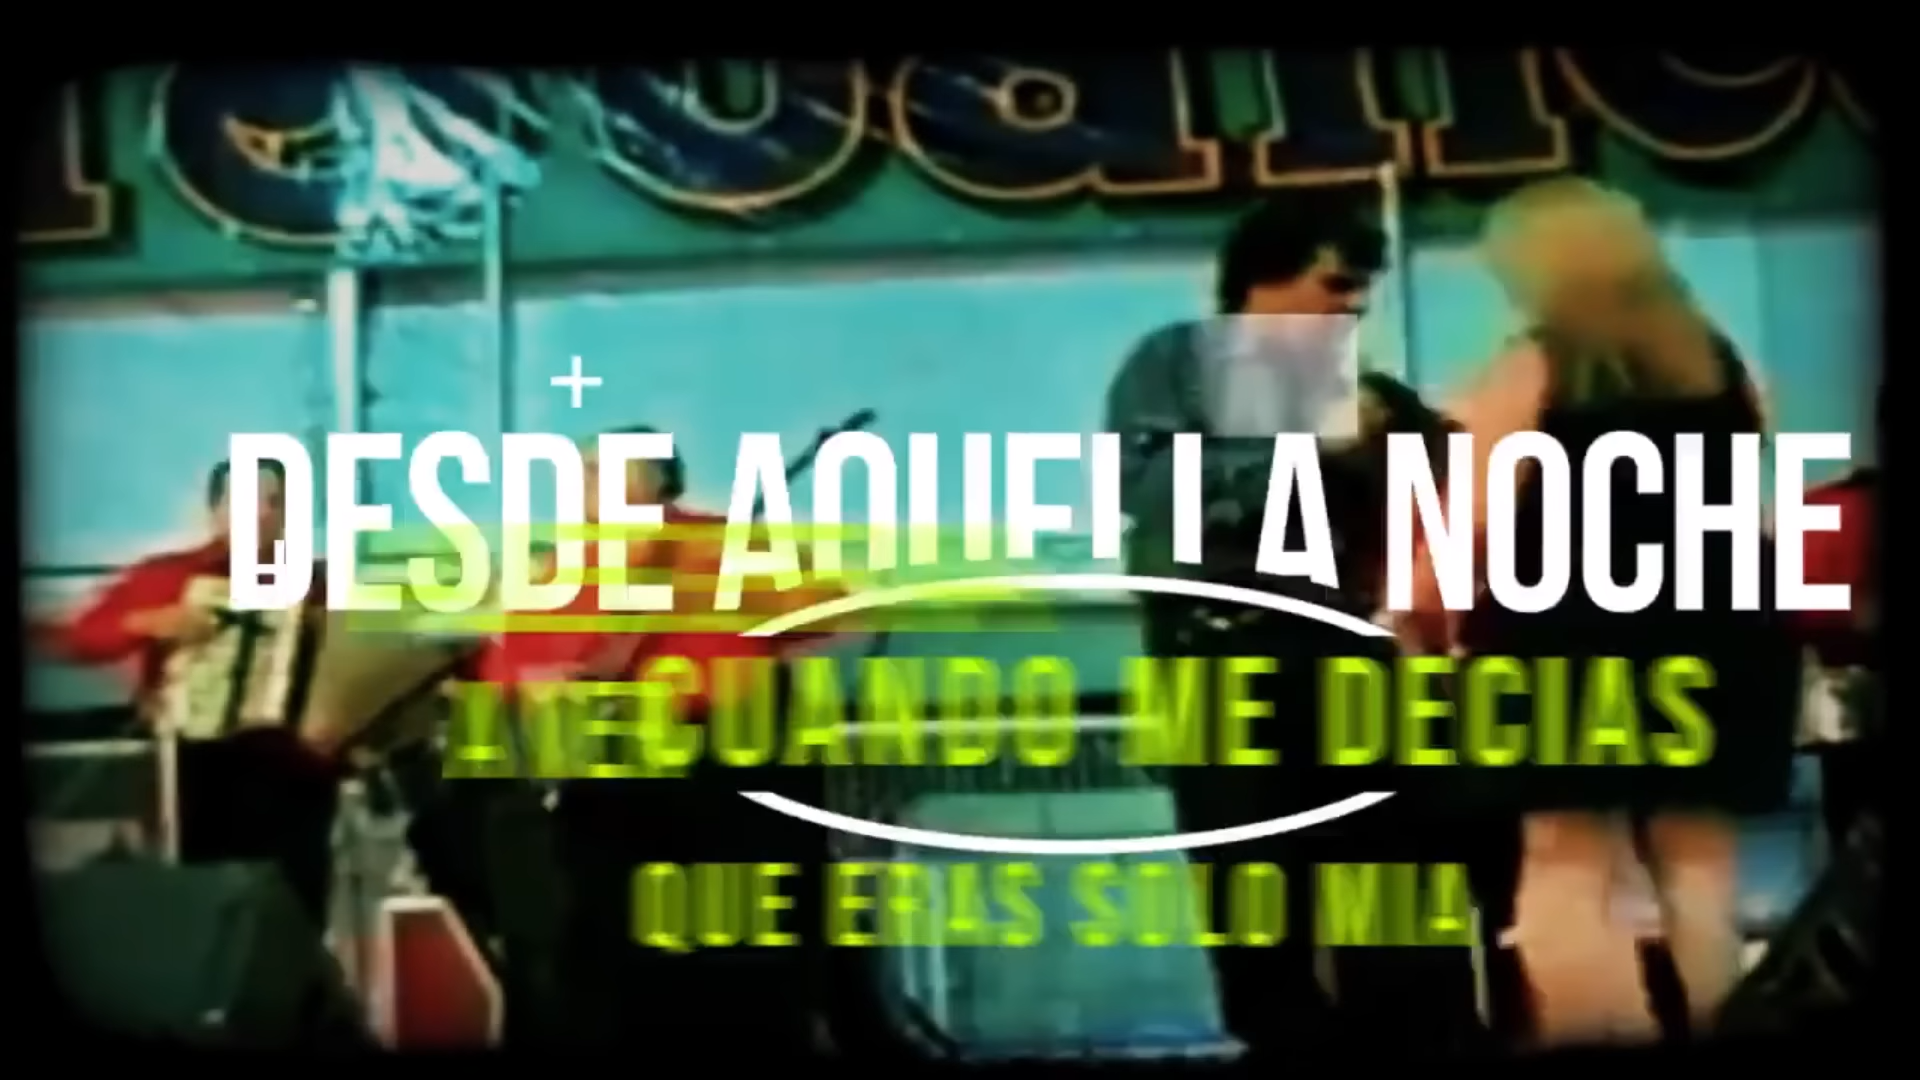 DESDE AQUELLA NOCHE
CUANDO ME DECIAS
QUE ERAS SOLO MIA